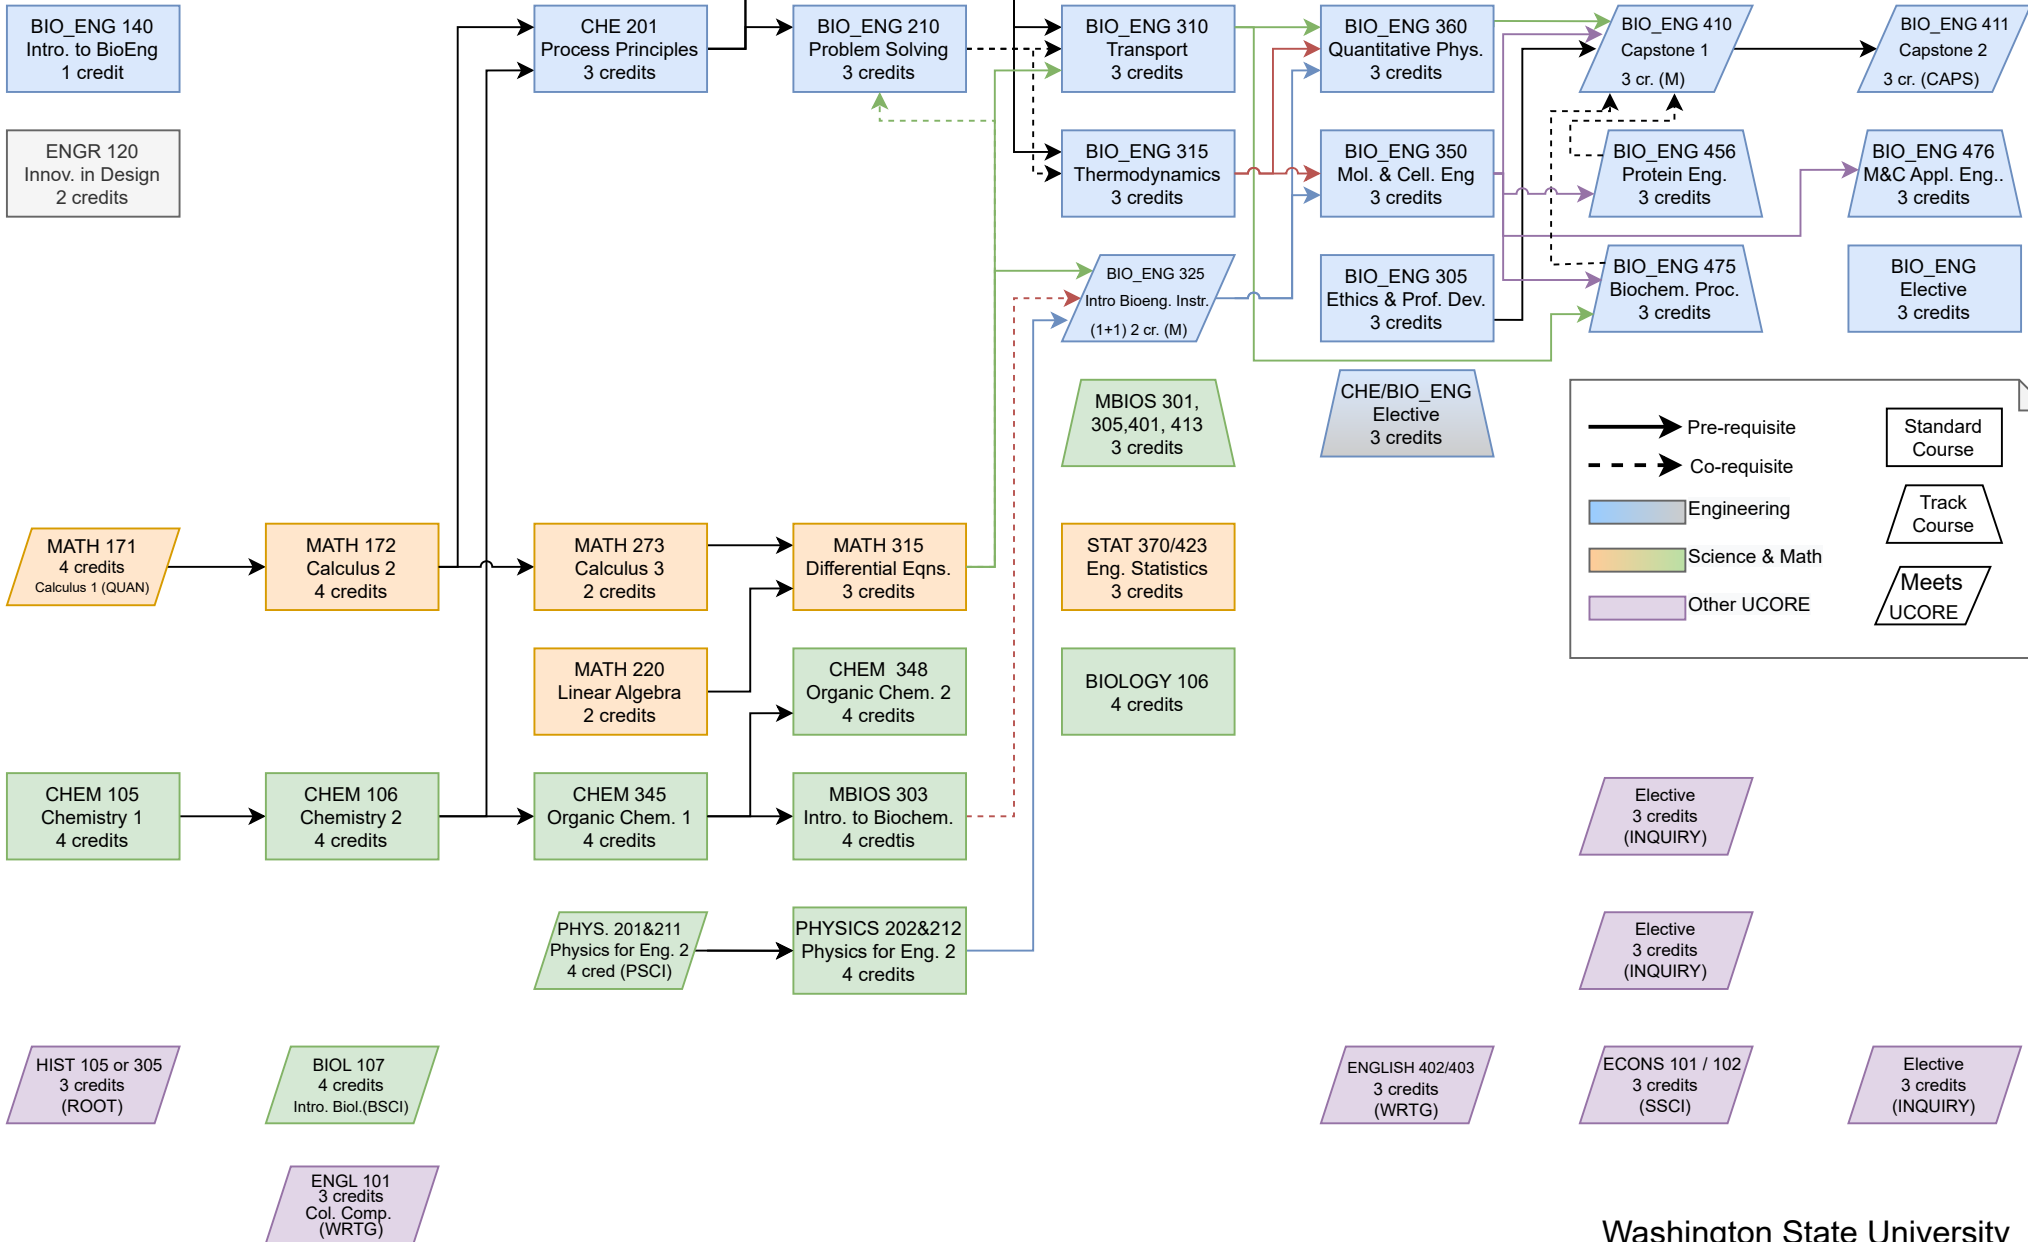 BIO_ENG 140
Intro. to BioEng
1 credit
CHE 201
Process Principles
3 credits
BIO_ENG 210
Problem Solving
3 credits
BIO_ENG 310
Transport
3 credits
BIO_ENG 360
Quantitative Phys.
3 credits
BIO_ENG 410
Capstone 1
3 cr. (M)
BIO_ENG 411
Capstone 2
3 cr. (CAPS)
ENGR 120
Innov. in Design
2 credits
BIO_ENG 315
Thermodynamics
3 credits
BIO_ENG 350
Mol. & Cell. Eng
3 credits
BIO_ENG 456
Protein Eng.
3 credits
BIO_ENG 476
M&C Appl. Eng..
3 credits
BIO_ENG 325
Intro Bioeng. Instr.
(1+1) 2 cr. (M)
BIO_ENG 305
Ethics & Prof. Dev.
3 credits
BIO_ENG 475
Biochem. Proc.
3 credits
BIO_ENG
Elective
3 credits
MBIOS 301,
305,401, 413
3 credits
CHE/BIO_ENG
Elective
3 credits
Pre-requisite
Co-requisite
Engineering
Science & Math
Other UCORE
Standard
Course
Track
Course
Meets
UCORE
MATH 171
4 credits
Calculus 1 (QUAN)
MATH 172
Calculus 2
4 credits
MATH 273
Calculus 3
2 credits
MATH 315
Differential Eqns.
3 credits
STAT 370/423
Eng. Statistics
3 credits
MATH 220
Linear Algebra
2 credits
CHEM  348
Organic Chem. 2
4 credits
BIOLOGY 106
4 credits
CHEM 105
Chemistry 1
4 credits
CHEM 106
Chemistry 2
4 credits
CHEM 345
Organic Chem. 1
4 credits
MBIOS 303
Intro. to Biochem.
4 credtis
Elective
3 credits
(INQUIRY)
PHYS. 201&211
Physics for Eng. 2
4 cred (PSCI)
PHYSICS 202&212
Physics for Eng. 2
4 credits
Elective
3 credits
(INQUIRY)
HIST 105 or 305
3 credits
(ROOT)
BIOL 107
4 credits
Intro. Biol.(BSCI)
ENGLISH 402/403
3 credits
(WRTG)
ECONS 101 / 102
3 credits
(SSCI)
Elective
3 credits
(INQUIRY)
ENGL 101
3 credits
Col. Comp.
(WRTG)
Washington State University